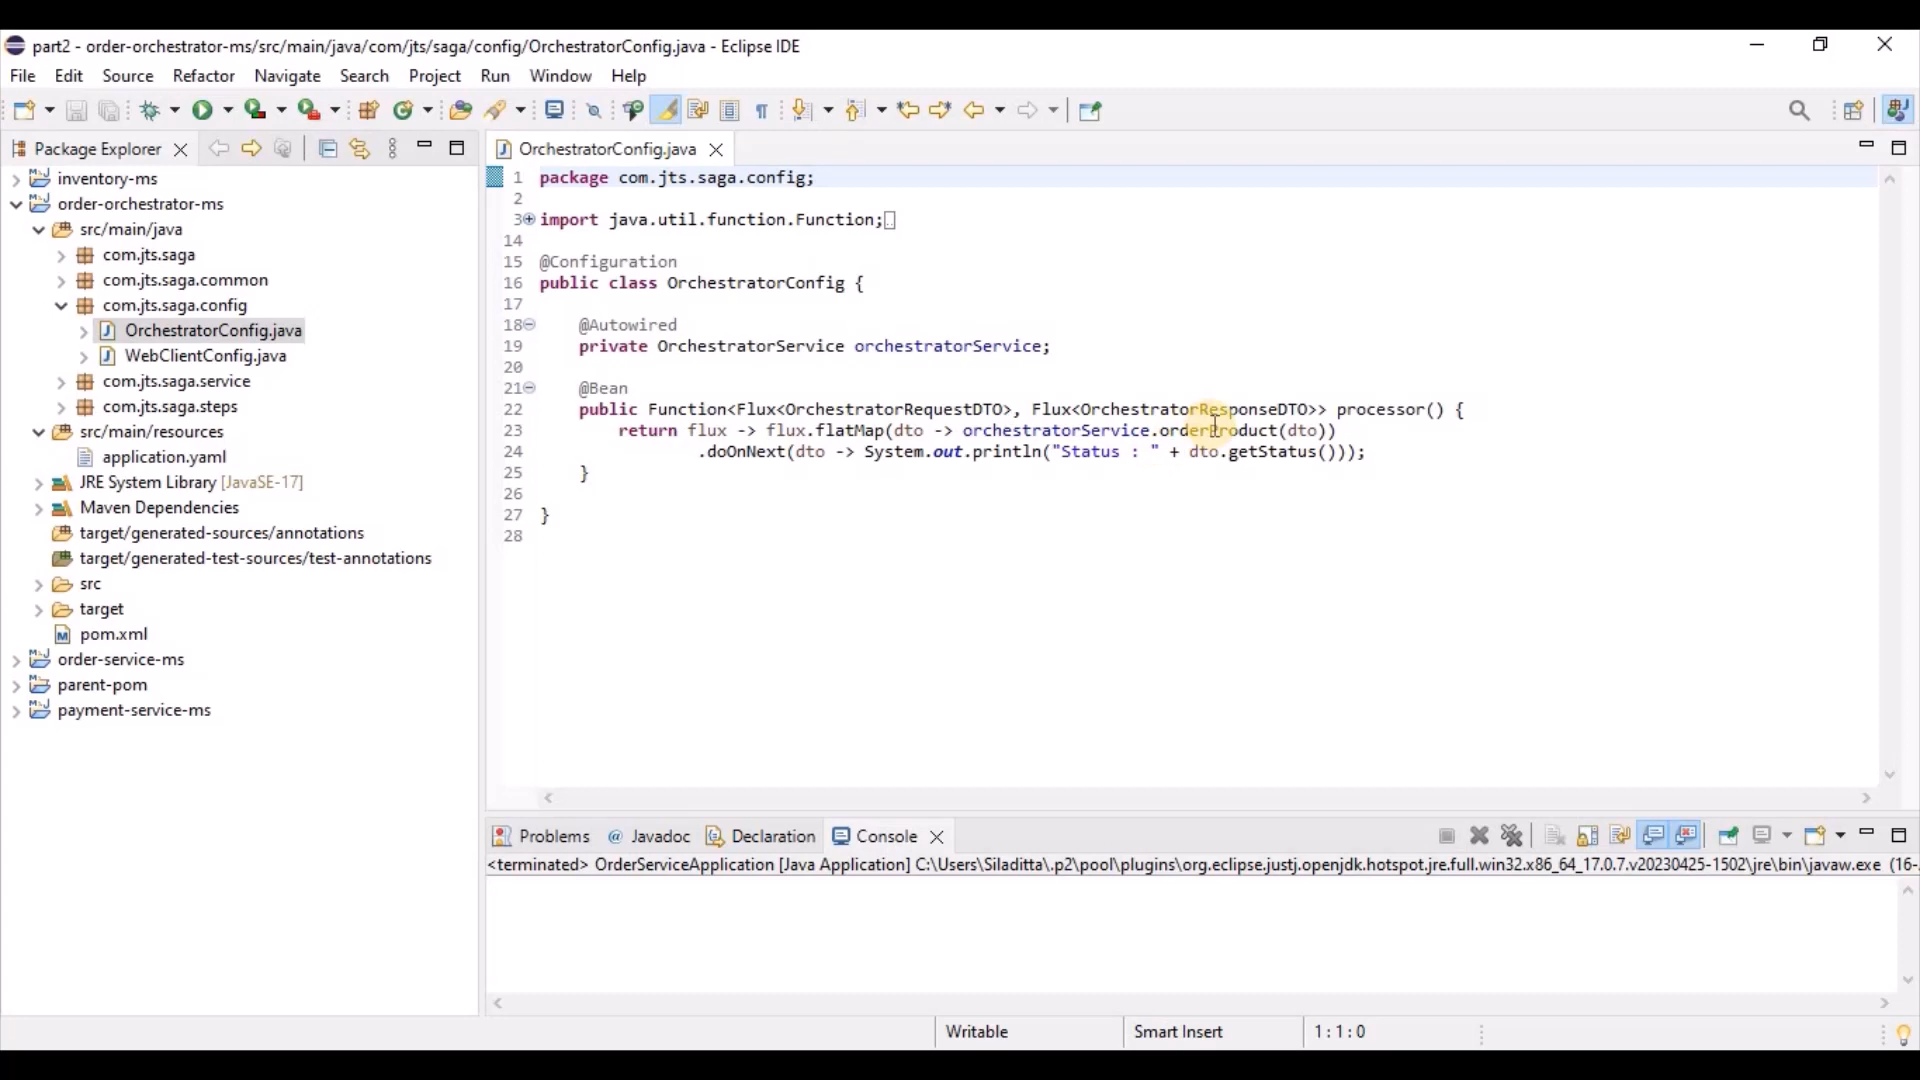 part2 - order-orchestrator-ms/src/main/java/com/jts/saga/config/OrchestratorConfig.java - Eclipse IDE
File Edit Source Refactor Navigate Search Project Run Window Help
Package Explorer
inventory-ms
order-orchestrator-ms
src/main/java
com.jts.saga
com.jts.saga.common
com.jts.saga.config
OrchestratorConfig.java
WebClientConfig.java
com.jts.saga.service
com.jts.saga.steps
src/main/resources
application.yaml
JRE System Library [JavaSE-17]
Maven Dependencies
target/generated-sources/annotations
target/generated-test-sources/test-annotations
src
target
pom.xml
order-service-ms
parent-pom
payment-service-ms
OrchestratorConfig.java
1 package com.jts.saga.config;
2
3 import java.util.function.Function;
14
15 @Configuration
16 public class OrchestratorConfig {
17
18 @Autowired
19 private OrchestratorService orchestratorService;
20
21 @Bean
22 public Function<Flux<OrchestratorRequestDTO>, Flux<OrchestratorResponseDTO>> processor() {
23 return flux -> flux.flatMap(dto -> orchestratorService.orderProduct(dto))
24 .doOnNext(dto -> System.out.println("Status : " + dto.getStatus()));
25 }
26
27 }
28
Problems @ Javadoc Declaration Console
<terminated> OrderServiceApplication [Java Application] C:\Users\Siladitta\.p2\pool\plugins\org.eclipse.justj.openjdk.hotspot.jre.full.win32.x86_64_17.0.7.v20230425-1502\jre\bin\javaw.exe (16-
Writable Smart Insert 1 : 1 : 0